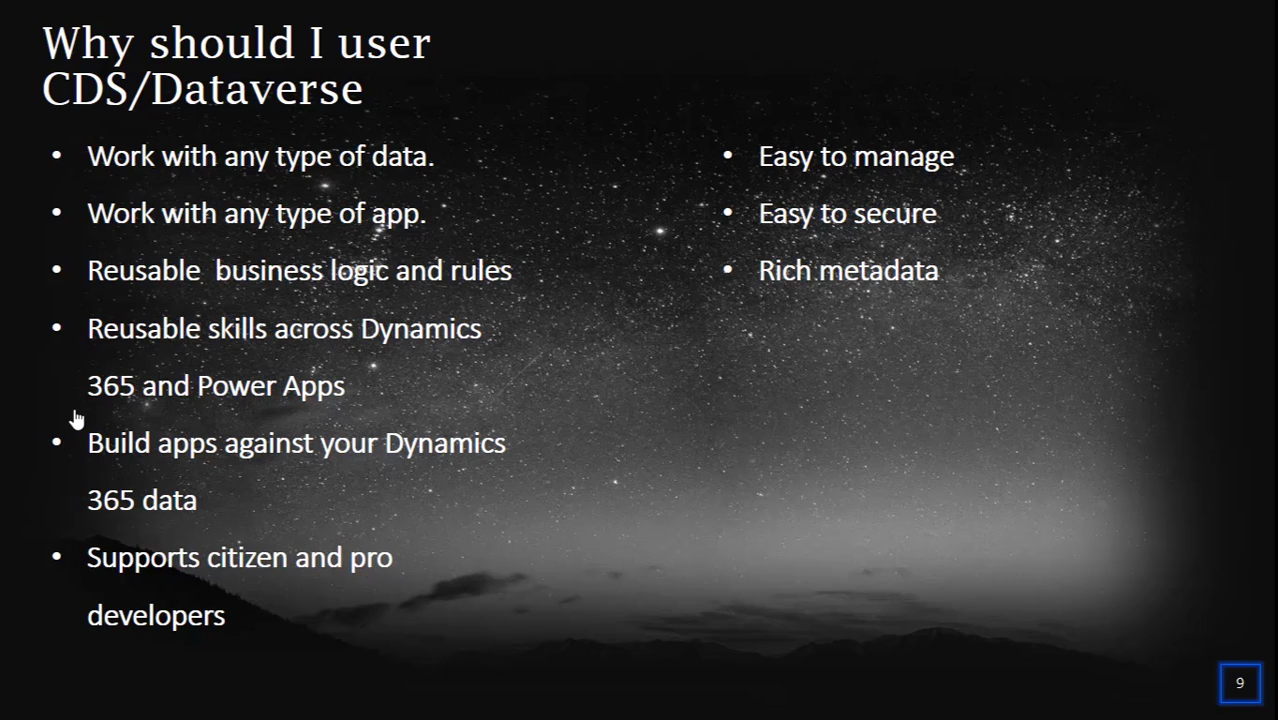 Why should I user
CDS/Dataverse
• Work with any type of data.
• Work with any type of app.
• Reusable  business logic and rules
• Reusable skills across Dynamics
365 and Power Apps
• Build apps against your Dynamics
365 data
• Supports citizen and pro
developers
• Easy to manage
• Easy to secure
• Rich metadata
9